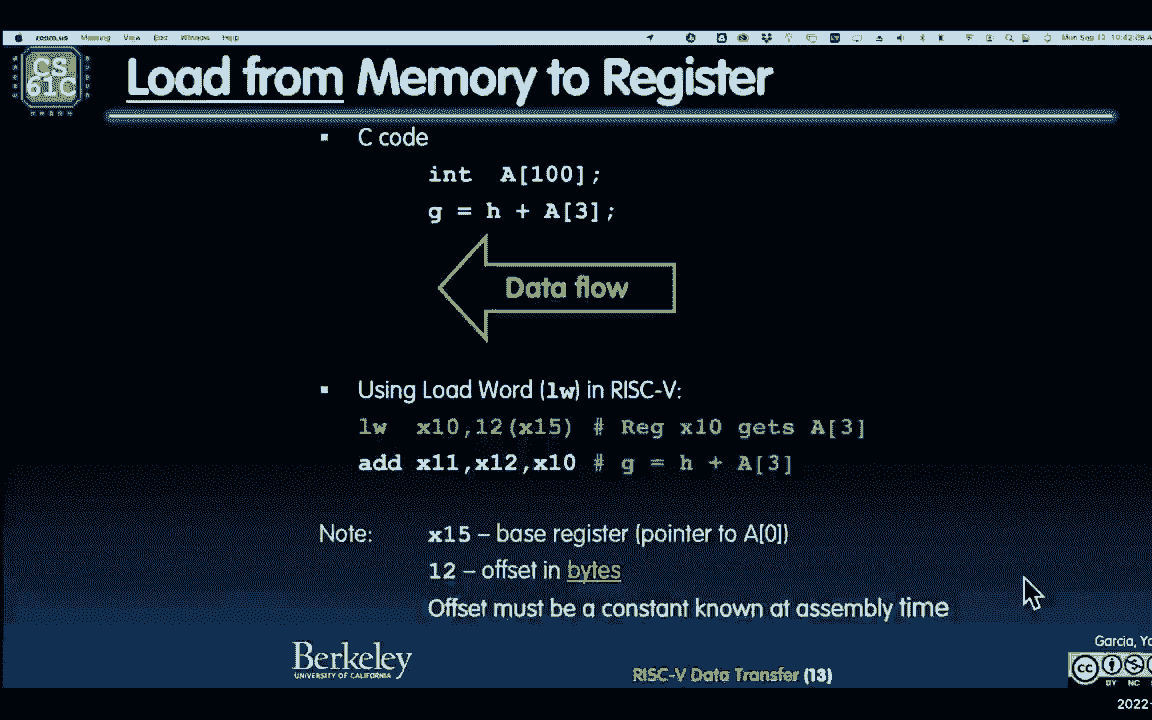 Window Help
CS
61C
Load from Memory to Register
▪ C code
int A[100];
g = h + A[3];
Data flow
▪ Using Load Word (lw) in RISC-V:
lw x10,12(x15) # Reg x10 gets A[3]
add x11,x12,x10 # g = h + A[3]
Note: x15 – base register (pointer to A[0])
12 – offset in bytes
Offset must be a constant known at assembly time
Berkeley
UNIVERSITY OF CALIFORNIA
RISC-V Data Transfer (13)
Garcia,
cc
BY NC
2022-